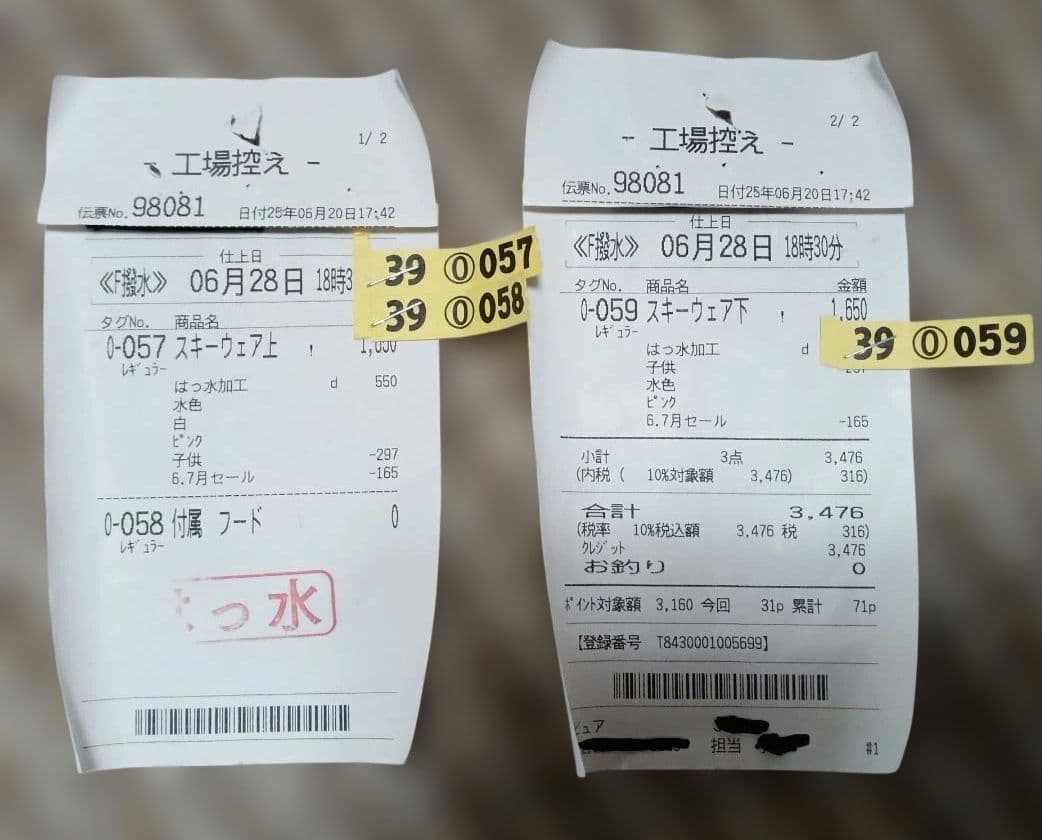 1/ 2
- 工場控え -
伝票No. 98081 日付25年06月20日17:42
仕上日
≪F撥水≫ 06月28日 18時3
タグNo. 商品名
0-057 スキーウェア上 !
ﾚｷﾞｭﾗｰ
はっ水加工 d 550
水色
白
ﾋﾟﾝｸ
子供 -297
6.7月セール -165
0-058 付属 フード 0
ﾚｷﾞｭﾗｰ
っ水
39 ⓪057
39 ⓪058
2/ 2
- 工場控え -
伝票No. 98081 日付25年06月20日17:42
仕上日
≪F撥水≫ 06月28日 18時30分
タグNo. 商品名 金額
0-059 スキーウェア下 ! 1,650
ﾚｷﾞｭﾗｰ
はっ水加工 d
子供
水色
ﾋﾟﾝｸ
6.7月セール -165
39 ⓪059
小計 3点 3,476
(内税 ( 10%対象額 3,476) 316)
合計 3,476
(税率 10%税込額 3,476 税 316)
ｸﾚｼﾞｯﾄ 3,476
お釣り 0
ﾎﾟｲﾝﾄ対象額 3,160 今回 31p 累計 71p
【登録番号 T8430001005699】
ュア
担当
#1